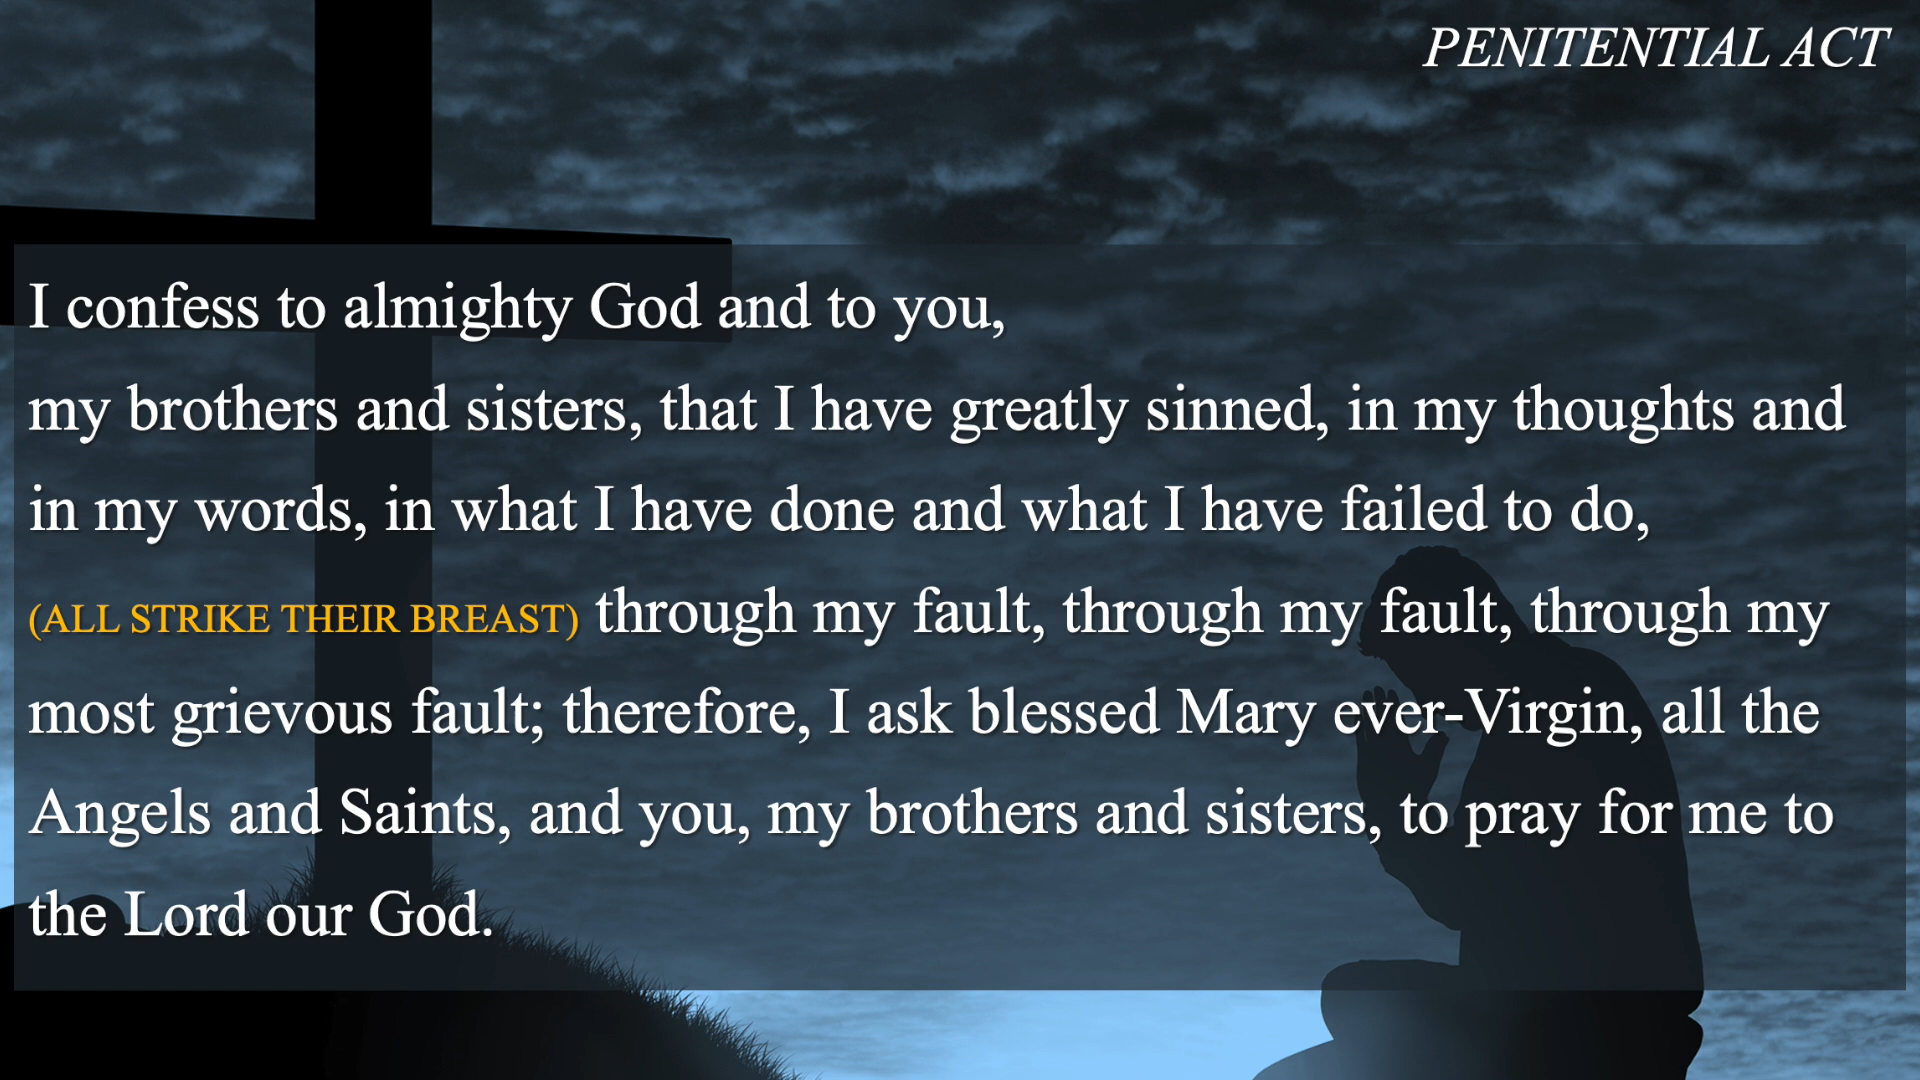 PENITENTIAL ACT
I confess to almighty God and to you,
my brothers and sisters, that I have greatly sinned, in my thoughts and
in my words, in what I have done and what I have failed to do,
(ALL STRIKE THEIR BREAST) through my fault, through my fault, through my
most grievous fault; therefore, I ask blessed Mary ever-Virgin, all the
Angels and Saints, and you, my brothers and sisters, to pray for me to
the Lord our God.